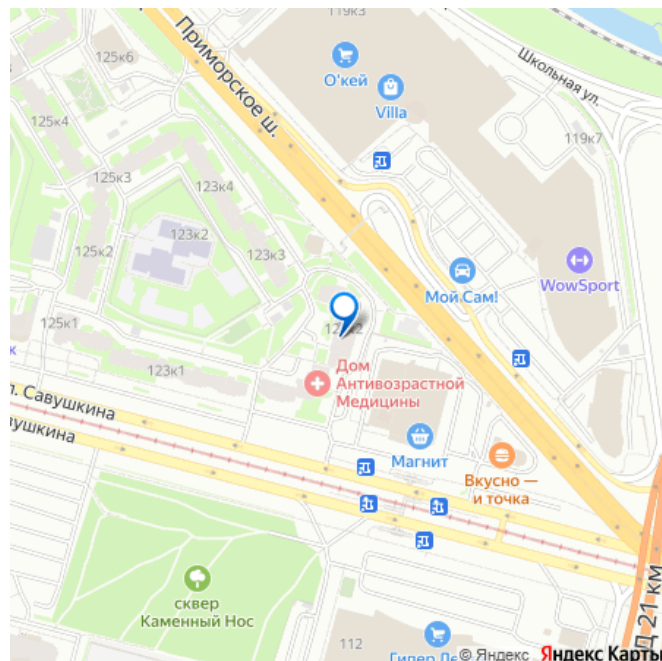 119к3
Приморское ш.
О'кей
Villa
Школьная ул.
125к6
125к4
119к7
125к3
123к4
123к2
125к2
123к3
WowSport
Мой Сам!
125к1
к
123к1
Дом
Антивозрастной
Медицины
л. Савушкина
авушкина
Магнит
Вкусно —
и точка
сквер
Каменный Нос
112
© Яндекс Яндекс Карты
Д 21 км